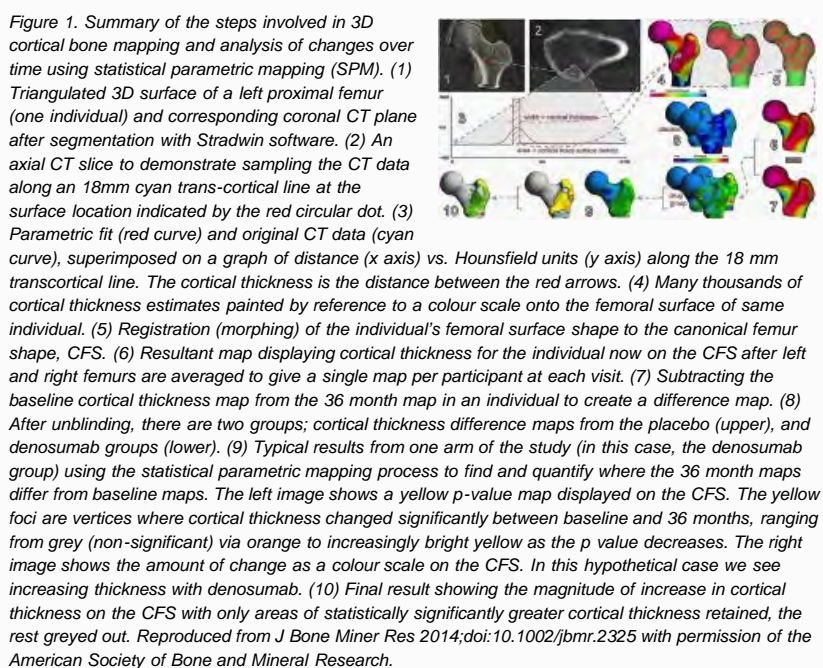 Figure 1. Summary of the steps involved in 3D
cortical bone mapping and analysis of changes over
time using statistical parametric mapping (SPM). (1)
Triangulated 3D surface of a left proximal femur
(one individual) and corresponding coronal CT plane
after segmentation with Stradwin software. (2) An
axial CT slice to demonstrate sampling the CT data
along an 18mm cyan trans-cortical line at the
surface location indicated by the red circular dot. (3)
Parametric fit (red curve) and original CT data (cyan
curve), superimposed on a graph of distance (x axis) vs. Hounsfield units (y axis) along the 18 mm
transcortical line. The cortical thickness is the distance between the red arrows. (4) Many thousands of
cortical thickness estimates painted by reference to a colour scale onto the femoral surface of same
individual. (5) Registration (morphing) of the individual's femoral surface shape to the canonical femur
shape, CFS. (6) Resultant map displaying cortical thickness for the individual now on the CFS after left
and right femurs are averaged to give a single map per participant at each visit. (7) Subtracting the
baseline cortical thickness map from the 36 month map in an individual to create a difference map. (8)
After unblinding, there are two groups; cortical thickness difference maps from the placebo (upper), and
denosumab groups (lower). (9) Typical results from one arm of the study (in this case, the denosumab
group) using the statistical parametric mapping process to find and quantify where the 36 month maps
differ from baseline maps. The left image shows a yellow p-value map displayed on the CFS. The yellow
foci are vertices where cortical thickness changed significantly between baseline and 36 months, ranging
from grey (non-significant) via orange to increasingly bright yellow as the p value decreases. The right
image shows the amount of change as a colour scale on the CFS. In this hypothetical case we see
increasing thickness with denosumab. (10) Final result showing the magnitude of increase in cortical
thickness on the CFS with only areas of statistically significantly greater cortical thickness retained, the
rest greyed out. Reproduced from J Bone Miner Res 2014;doi:10.1002/jbmr.2325 with permission of the
American Society of Bone and Mineral Research.
1
2
3
width = cortical thickness
area = cortical mass surface density
4
6
7
9
10